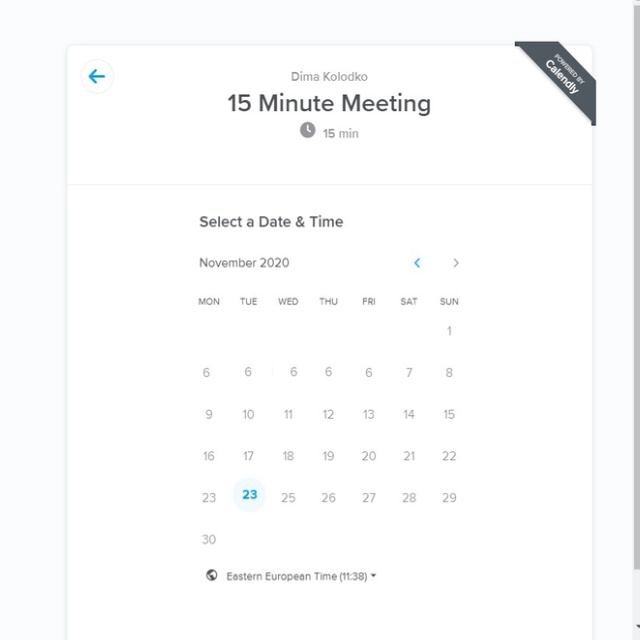 Dima Kolodko
POWERED BY
Calendly
15 Minute Meeting
15 min
Select a Date & Time
November 2020
MON TUE WED THU FRI SAT SUN
1
6 6 6 6 6 7 8
9 10 11 12 13 14 15
16 17 18 19 20 21 22
23 23 25 26 27 28 29
30
Eastern European Time (11:38)